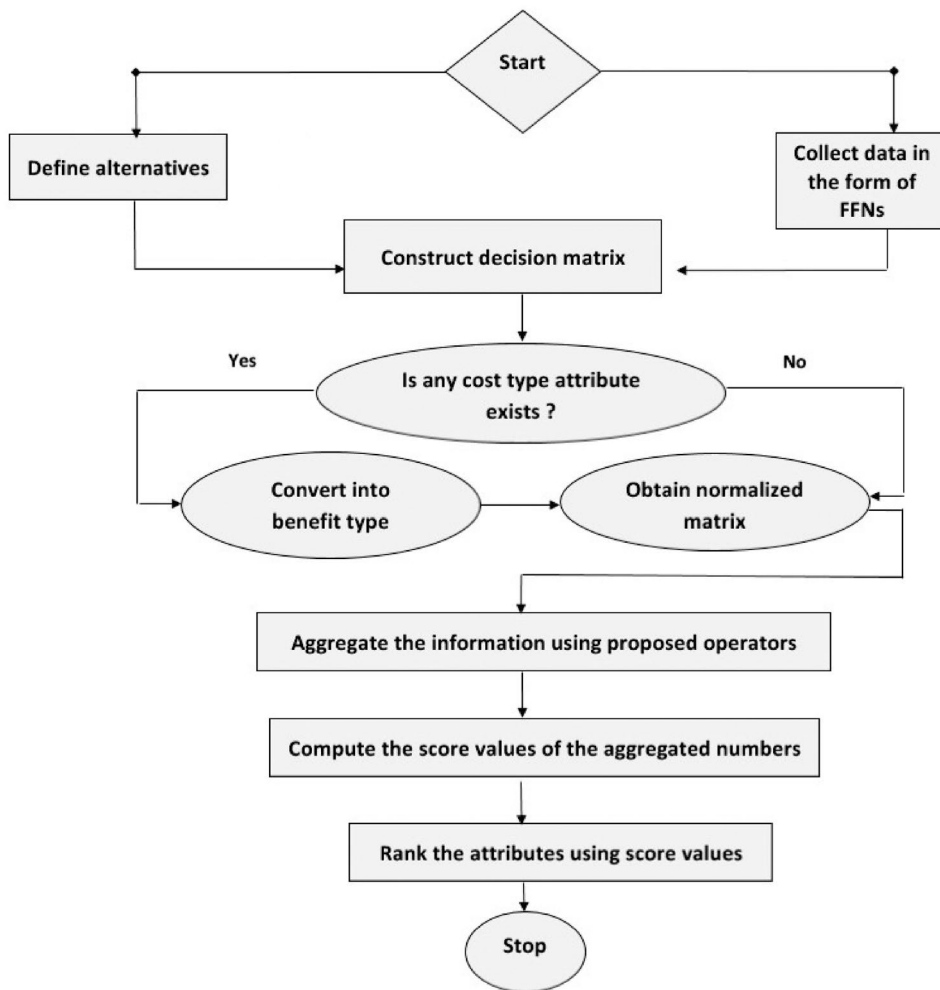 Start
Define alternatives
Collect data in
the form of
FFNs
Construct decision matrix
Yes
No
Is any cost type attribute
exists ?
Convert into
benefit type
Obtain normalized
matrix
Aggregate the information using proposed operators
Compute the score values of the aggregated numbers
Rank the attributes using score values
Stop